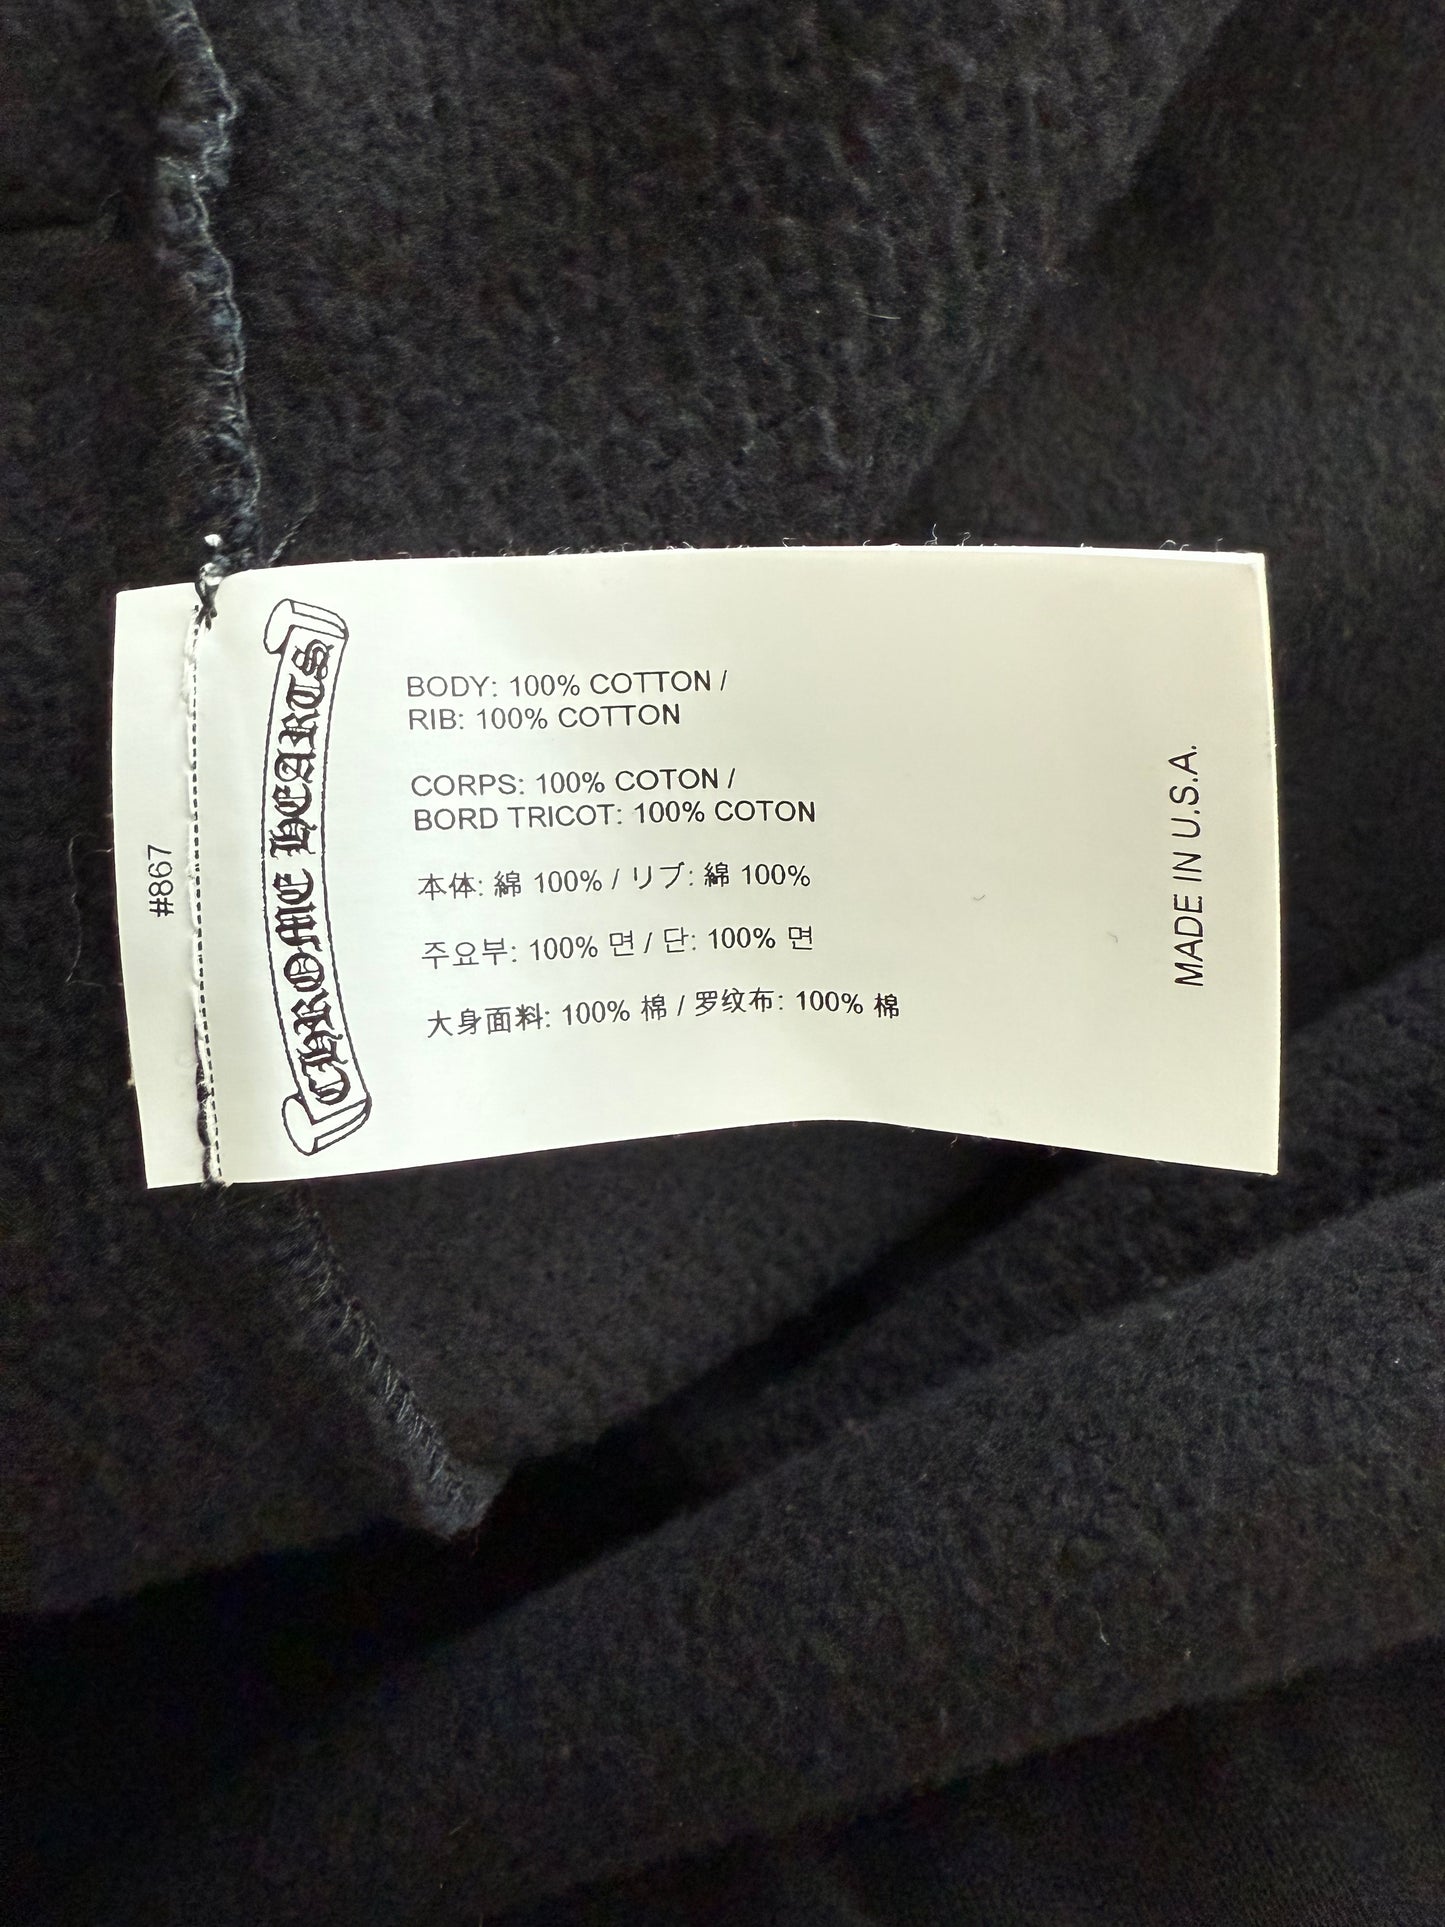 #867
CHROME HEARTS
BODY: 100% COTTON /
RIB: 100% COTTON
CORPS: 100% COTON /
BORD TRICOT: 100% COTON
本体: 綿 100% / リブ: 綿 100%
주요부: 100% 면 / 단: 100% 면
大身面料: 100% 棉 / 罗纹布: 100% 棉
MADE IN U.S.A.